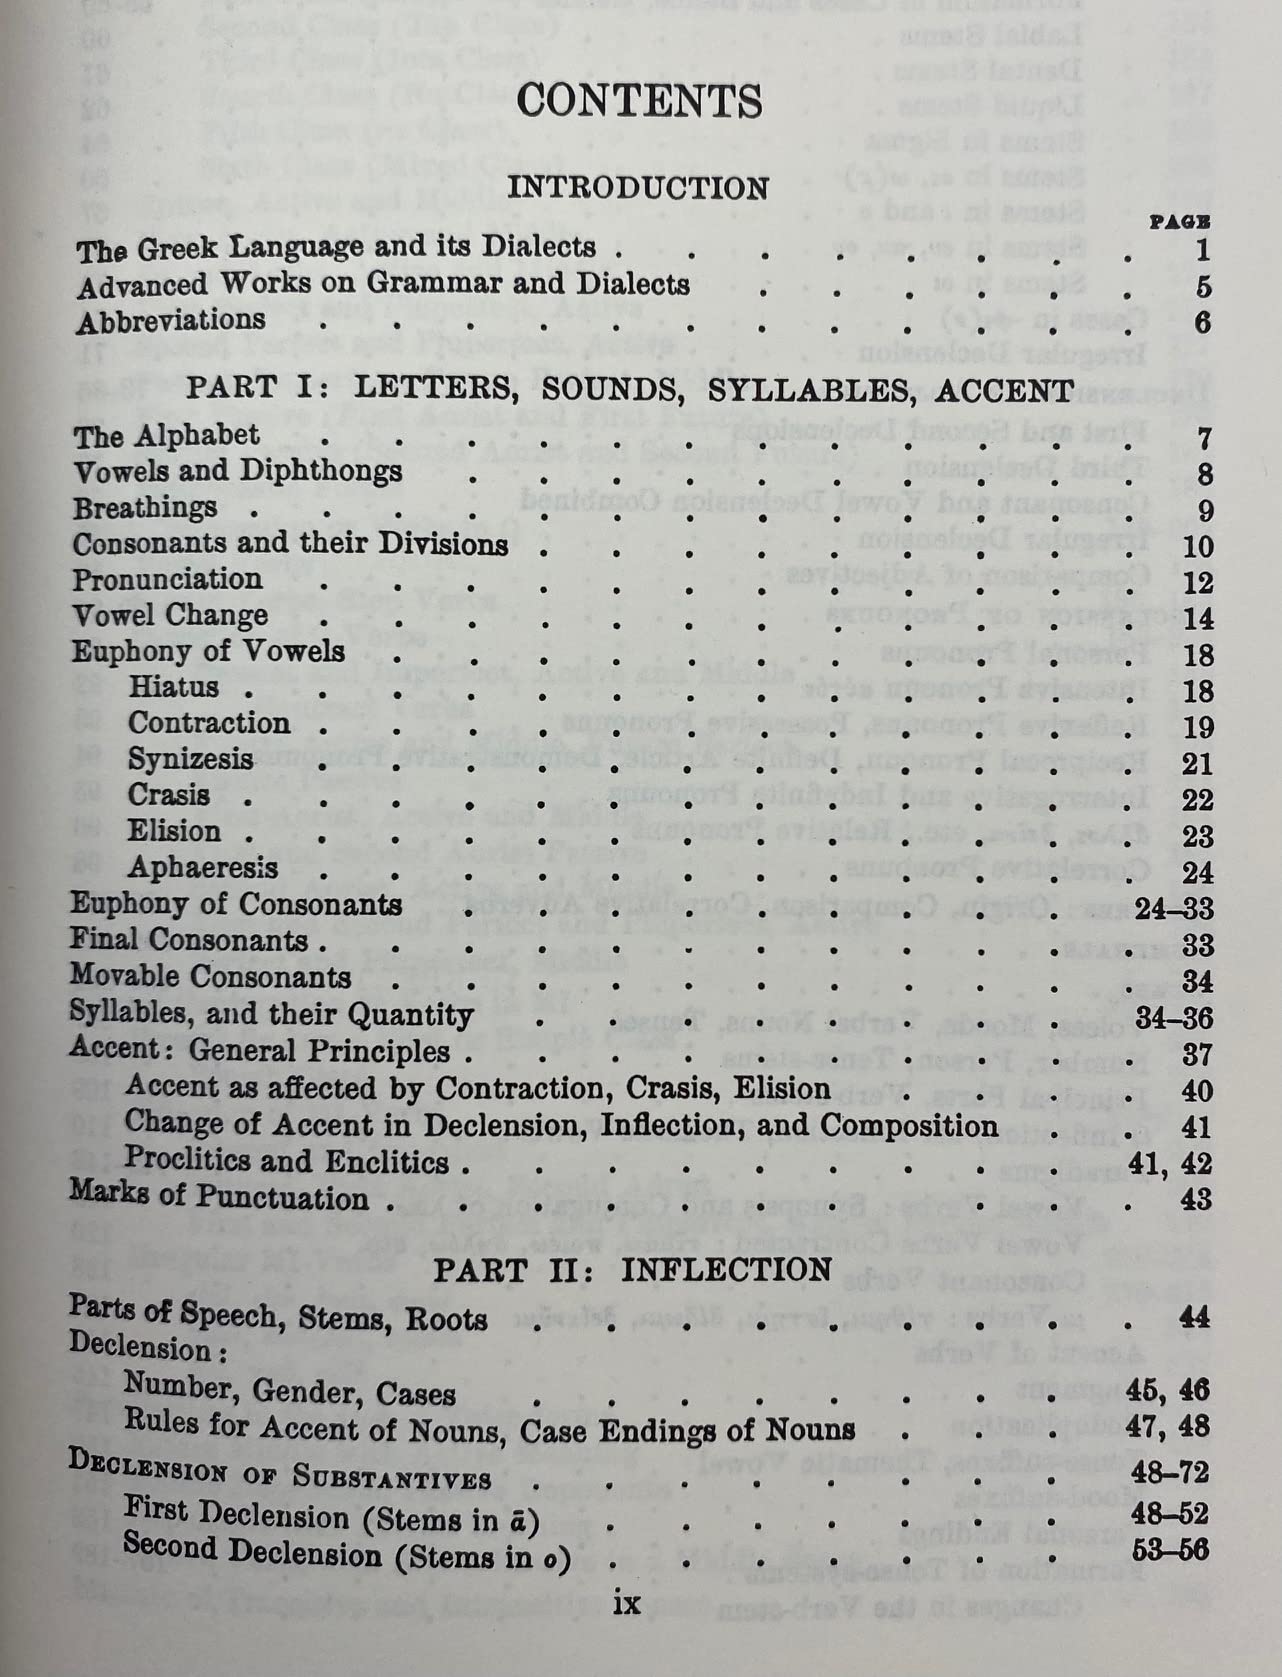 CONTENTS
INTRODUCTION
PAGE
The Greek Language and its Dialects . . . . . . . . 1
Advanced Works on Grammar and Dialects . . . . . . 5
Abbreviations . . . . . . . . . . . . 6
PART I: LETTERS, SOUNDS, SYLLABLES, ACCENT
The Alphabet . . . . . . . . . . . . 7
Vowels and Diphthongs . . . . . . . . . . 8
Breathings . . . . . . . . . . . . . 9
Consonants and their Divisions . . . . . . . . . 10
Pronunciation . . . . . . . . . . . . 12
Vowel Change . . . . . . . . . . . . 14
Euphony of Vowels . . . . . . . . . . . 18
Hiatus . . . . . . . . . . . . . 18
Contraction . . . . . . . . . . . . 19
Synizesis . . . . . . . . . . . . 21
Crasis . . . . . . . . . . . . . 22
Elision . . . . . . . . . . . . . 23
Aphaeresis . . . . . . . . . . . . 24
Euphony of Consonants . . . . . . . . . 24–33
Final Consonants . . . . . . . . . . . . 33
Movable Consonants . . . . . . . . . . . 34
Syllables, and their Quantity . . . . . . . . 34–36
Accent: General Principles . . . . . . . . . . 37
Accent as affected by Contraction, Crasis, Elision . . . . 40
Change of Accent in Declension, Inflection, and Composition . . 41
Proclitics and Enclitics . . . . . . . . . 41, 42
Marks of Punctuation . . . . . . . . . . . 43
PART II: INFLECTION
Parts of Speech, Stems, Roots . . . . . . . . . 44
Declension:
Number, Gender, Cases . . . . . . . . 45, 46
Rules for Accent of Nouns, Case Endings of Nouns . . . 47, 48
DECLENSION OF SUBSTANTIVES . . . . . . . . 48–72
First Declension (Stems in ā) . . . . . . . 48–52
Second Declension (Stems in o) . . . . . . . 53–56
ix